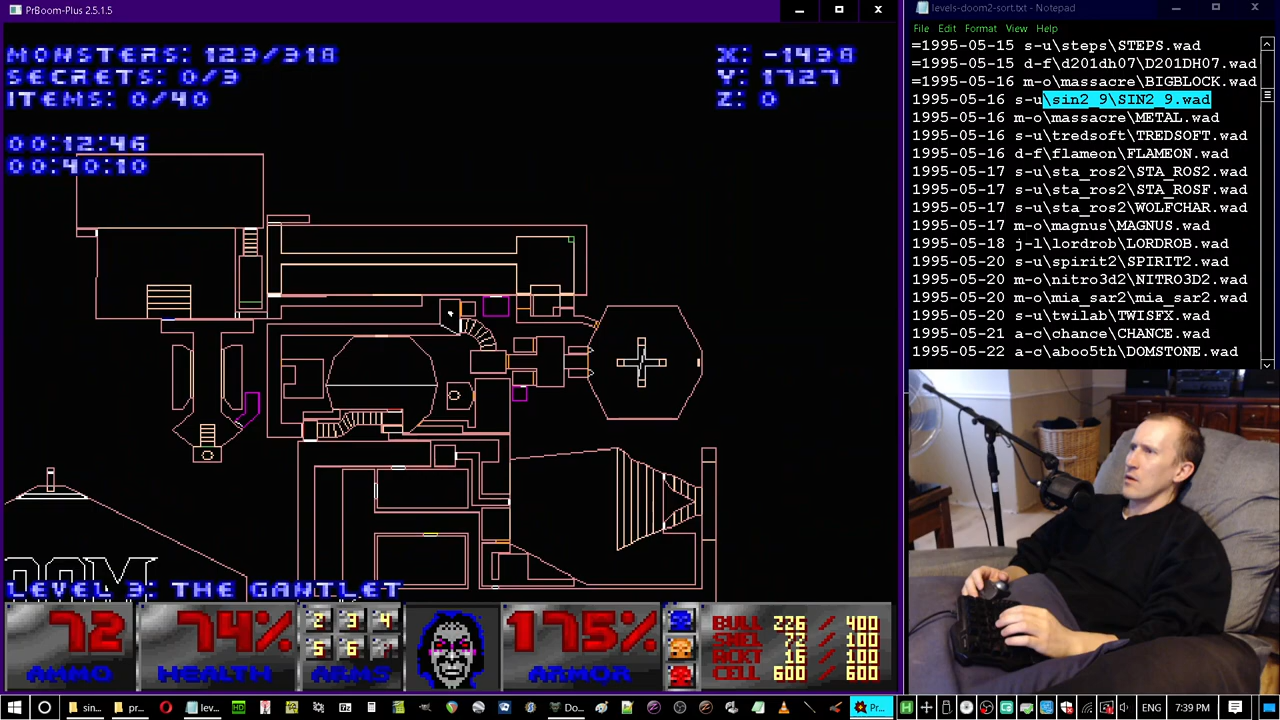 PrBoom-Plus 2.5.1.5
MONSTERS: 123/318
SECRETS: 0/3
ITEMS: 0/40
X: -1438
Y: 1727
Z: 0
00:12:46
00:40:10
DOOM
LEVEL 3: THE GANTLET
72
AMMO
74%
HEALTH
2 3 4
5 6 7
ARMS
175%
ARMOR
BULL 226 / 400
SHEL 72 / 100
RCKT 16 / 100
CELL 600 / 600
levels-doom2-sort.txt - Notepad
File Edit Format View Help
=1995-05-15 s-u\steps\STEPS.wad
=1995-05-15 d-f\d201dh07\D201DH07.wad
=1995-05-16 m-o\massacre\BIGBLOCK.wad
1995-05-16 s-u\sin2_9\SIN2_9.wad
1995-05-16 m-o\massacre\METAL.wad
1995-05-16 s-u\tredsoft\TREDSOFT.wad
1995-05-16 d-f\flameon\FLAMEON.wad
1995-05-17 s-u\sta_ros2\STA_ROS2.wad
1995-05-17 s-u\sta_ros2\STA_ROSF.wad
1995-05-17 s-u\sta_ros2\WOLFCHAR.wad
1995-05-17 m-o\magnus\MAGNUS.wad
1995-05-18 j-l\lordrob\LORDROB.wad
1995-05-20 s-u\spirit2\SPIRIT2.wad
1995-05-20 m-o\nitro3d2\NITRO3D2.wad
1995-05-20 m-o\mia_sar2\mia_sar2.wad
1995-05-20 s-u\twilab\TWISFX.wad
1995-05-21 a-c\chance\CHANCE.wad
1995-05-22 a-c\aboo5th\DOMSTONE.wad
sin...
pr...
lev...
Do...
Pr...
ENG
7:39 PM